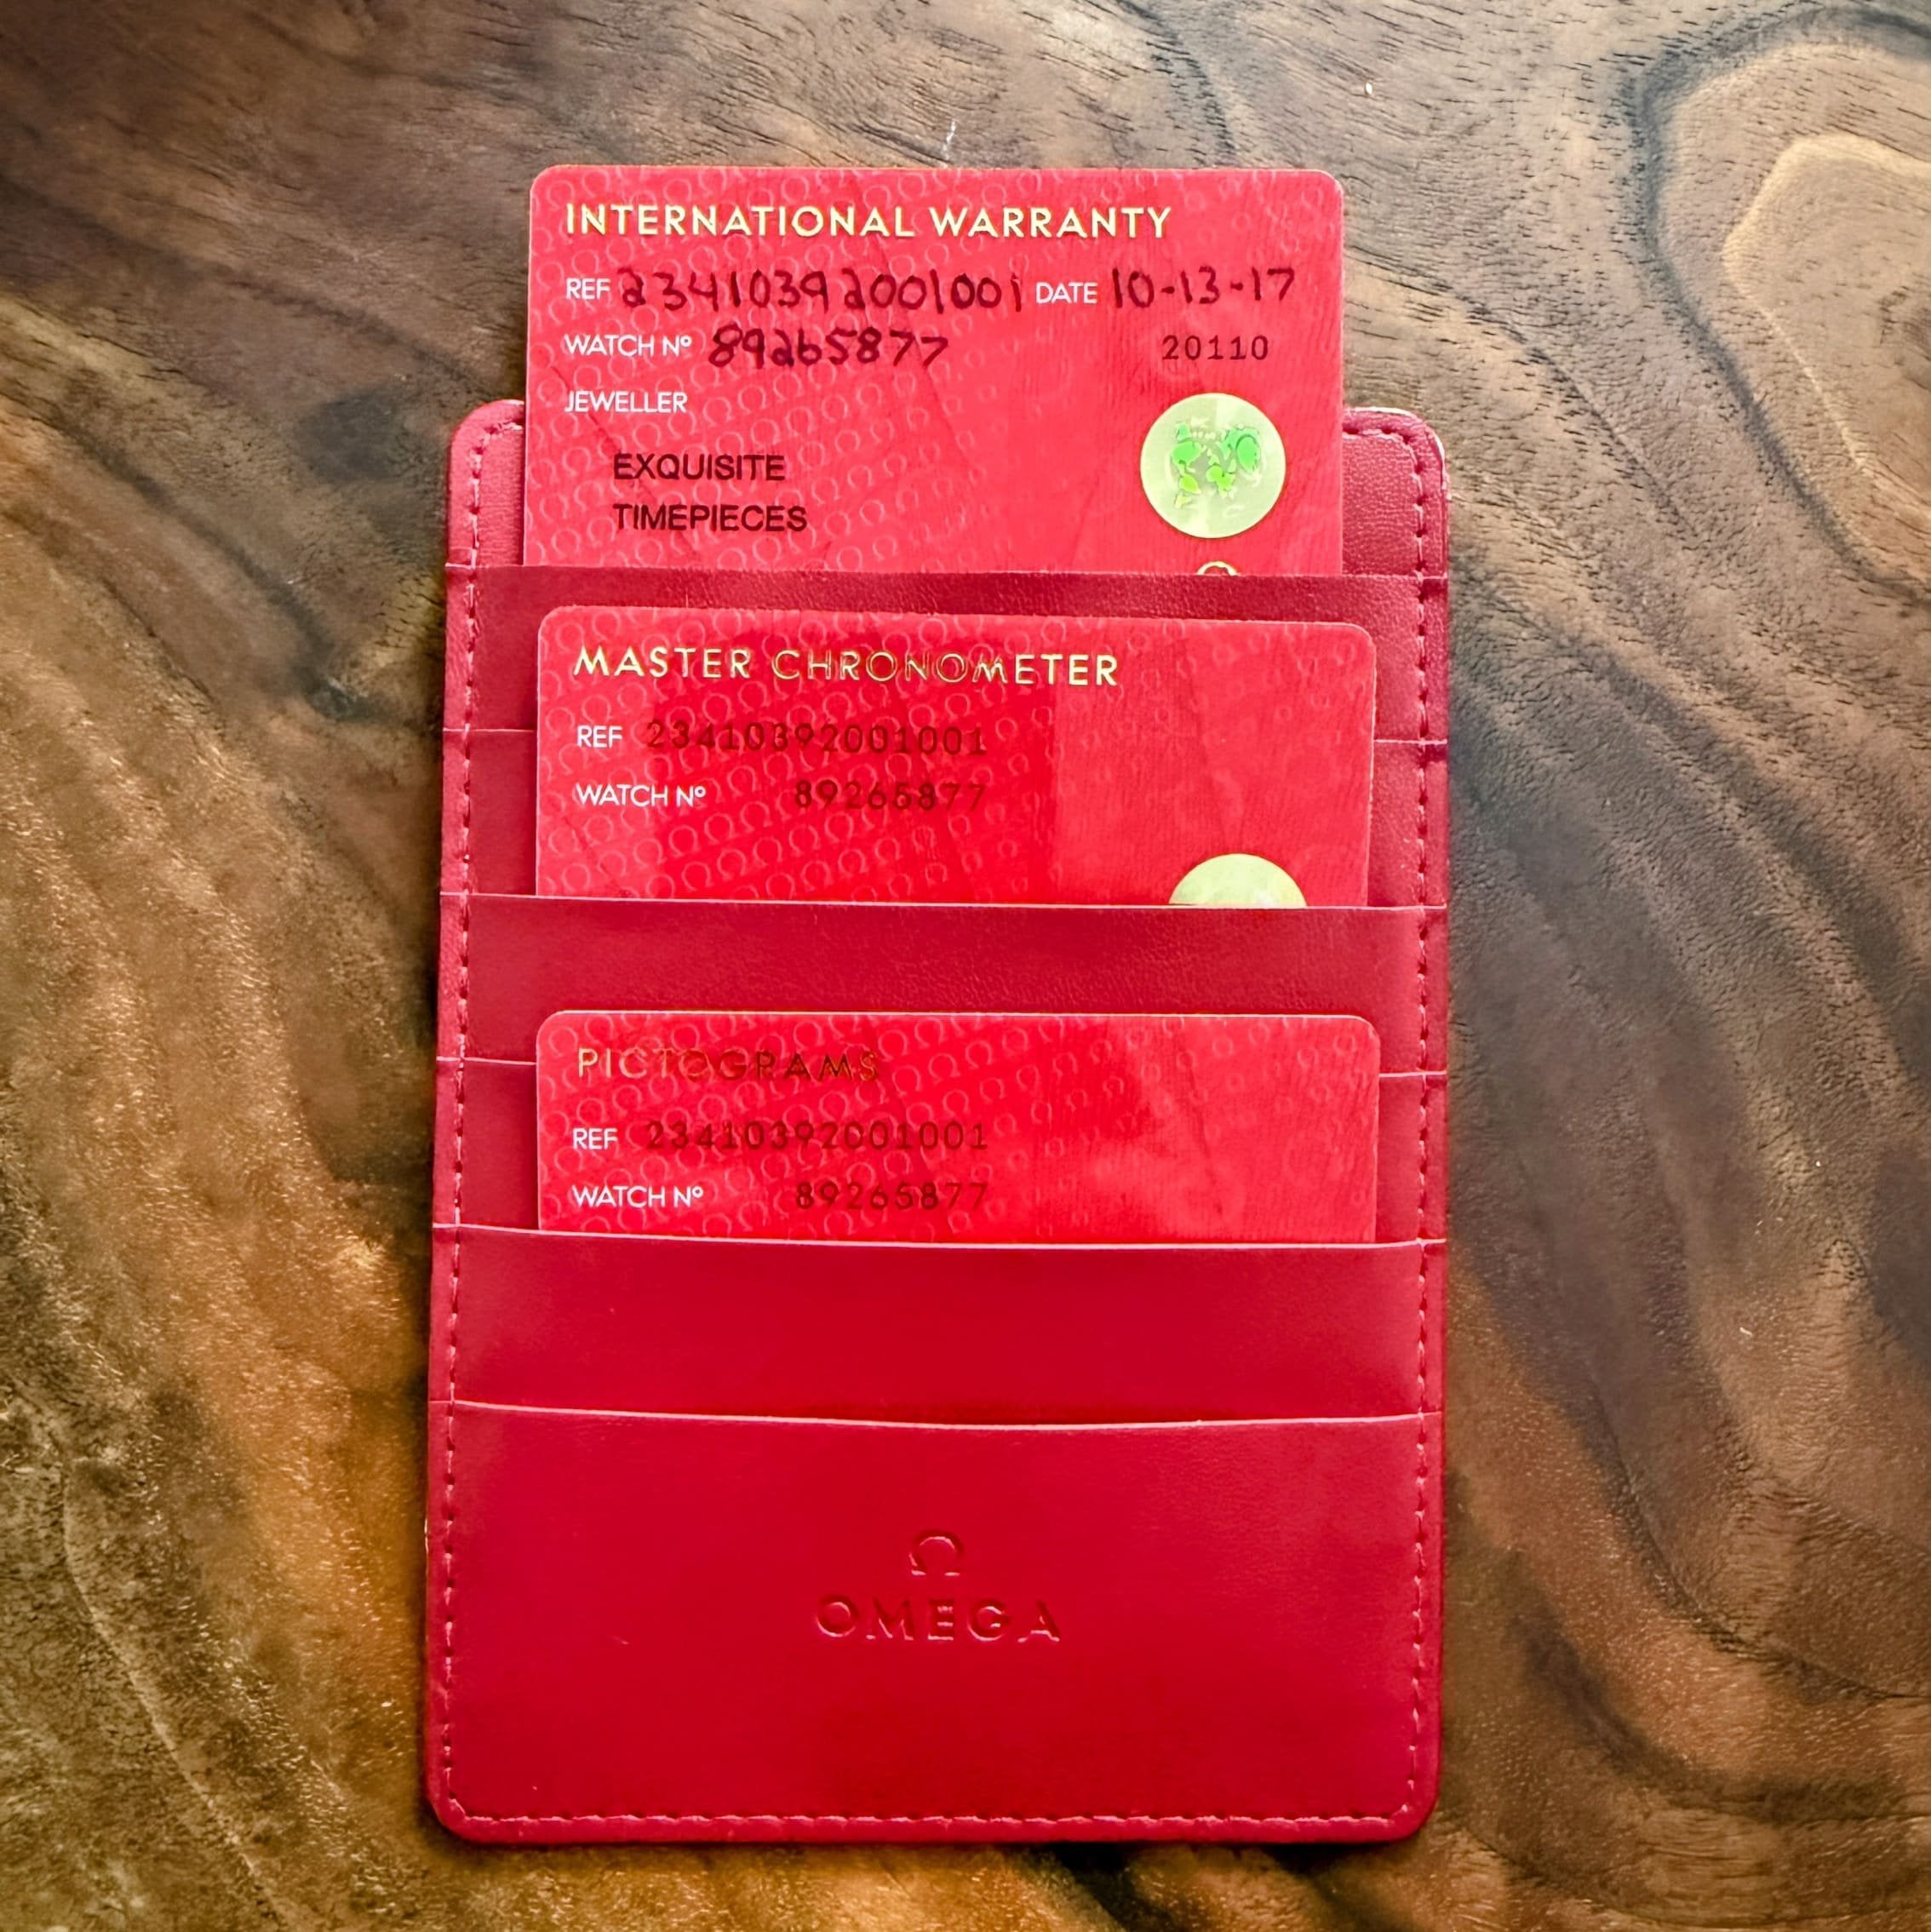 INTERNATIONAL WARRANTY
REF 23410392001001 DATE 10-13-17
WATCH Nº 89265877 20110
JEWELLER
EXQUISITE
TIMEPIECES
MASTER CHRONOMETER
REF 23410392001001
WATCH Nº 89265877
PICTOGRAMS
REF 23410392001001
WATCH Nº 89265877
Ω
OMEGA